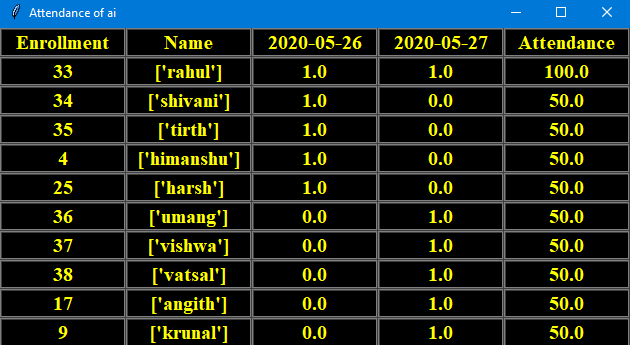 Attendance of ai
Enrollment Name 2020-05-26 2020-05-27 Attendance
33 ['rahul'] 1.0 1.0 100.0
34 ['shivani'] 1.0 0.0 50.0
35 ['tirth'] 1.0 0.0 50.0
4 ['himanshu'] 1.0 0.0 50.0
25 ['harsh'] 1.0 0.0 50.0
36 ['umang'] 0.0 1.0 50.0
37 ['vishwa'] 0.0 1.0 50.0
38 ['vatsal'] 0.0 1.0 50.0
17 ['angith'] 0.0 1.0 50.0
9 ['krunal'] 0.0 1.0 50.0